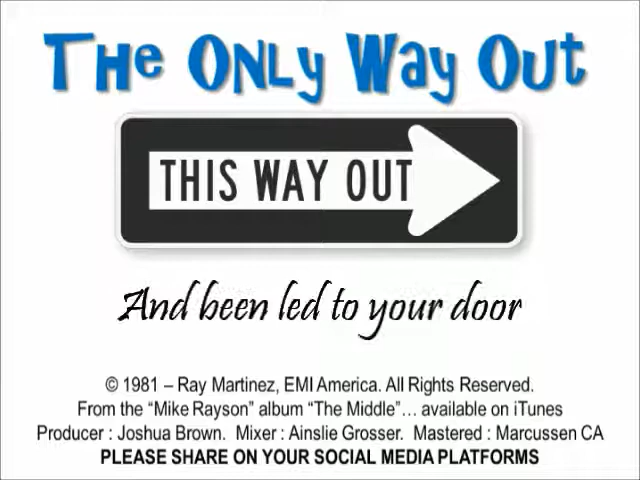 The Only Way Out
THIS WAY OUT
And been led to your door
© 1981 – Ray Martinez, EMI America. All Rights Reserved.
From the “Mike Rayson” album “The Middle”… available on iTunes
Producer : Joshua Brown. Mixer : Ainslie Grosser. Mastered : Marcussen CA
PLEASE SHARE ON YOUR SOCIAL MEDIA PLATFORMS